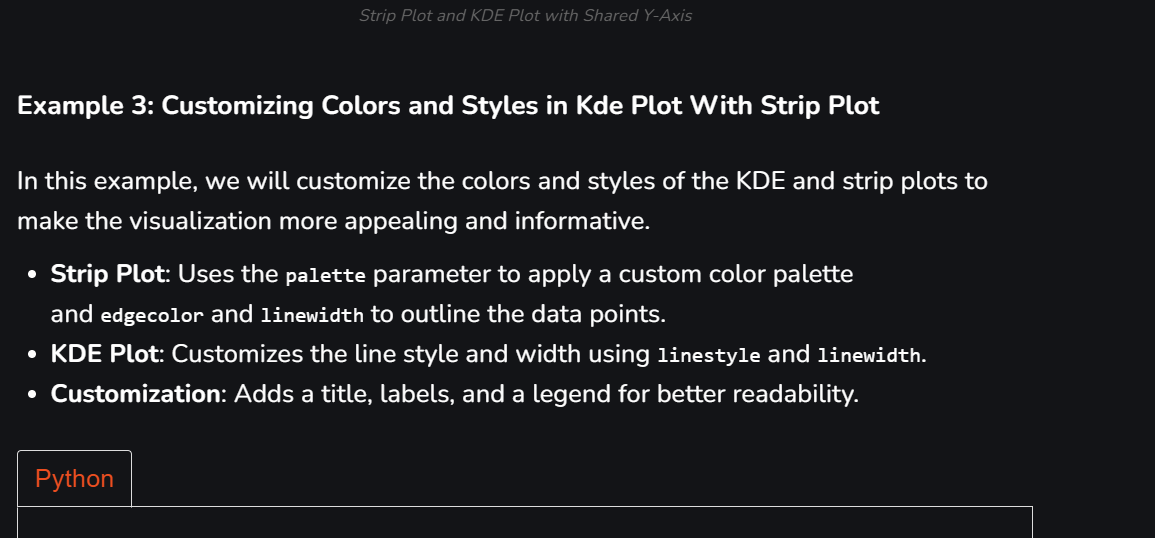 Strip Plot and KDE Plot with Shared Y-Axis
Example 3: Customizing Colors and Styles in Kde Plot With Strip Plot
In this example, we will customize the colors and styles of the KDE and strip plots to
make the visualization more appealing and informative.
• Strip Plot: Uses the palette parameter to apply a custom color palette
and edgecolor and linewidth to outline the data points.
• KDE Plot: Customizes the line style and width using linestyle and linewidth.
• Customization: Adds a title, labels, and a legend for better readability.
Python